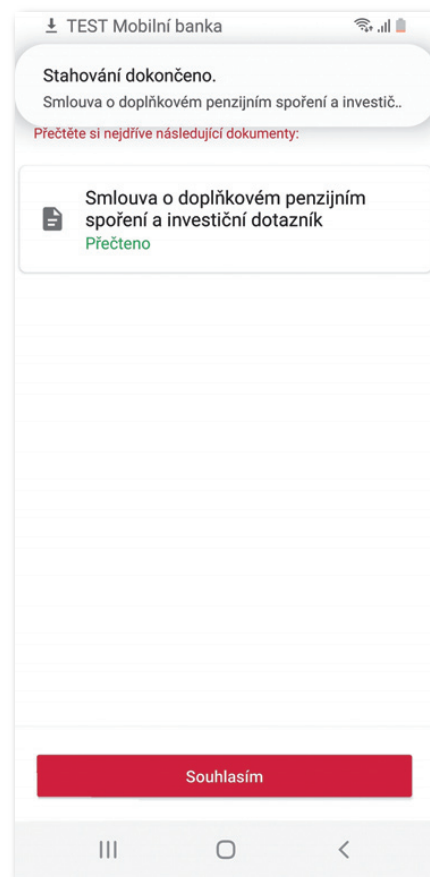 TEST Mobilní banka
Stahování dokončeno.
Smlouva o doplňkovém penzijním spoření a investič..
Přečtěte si nejdříve následující dokumenty:
Smlouva o doplňkovém penzijním
spoření a investiční dotazník
Přečteno
Souhlasím